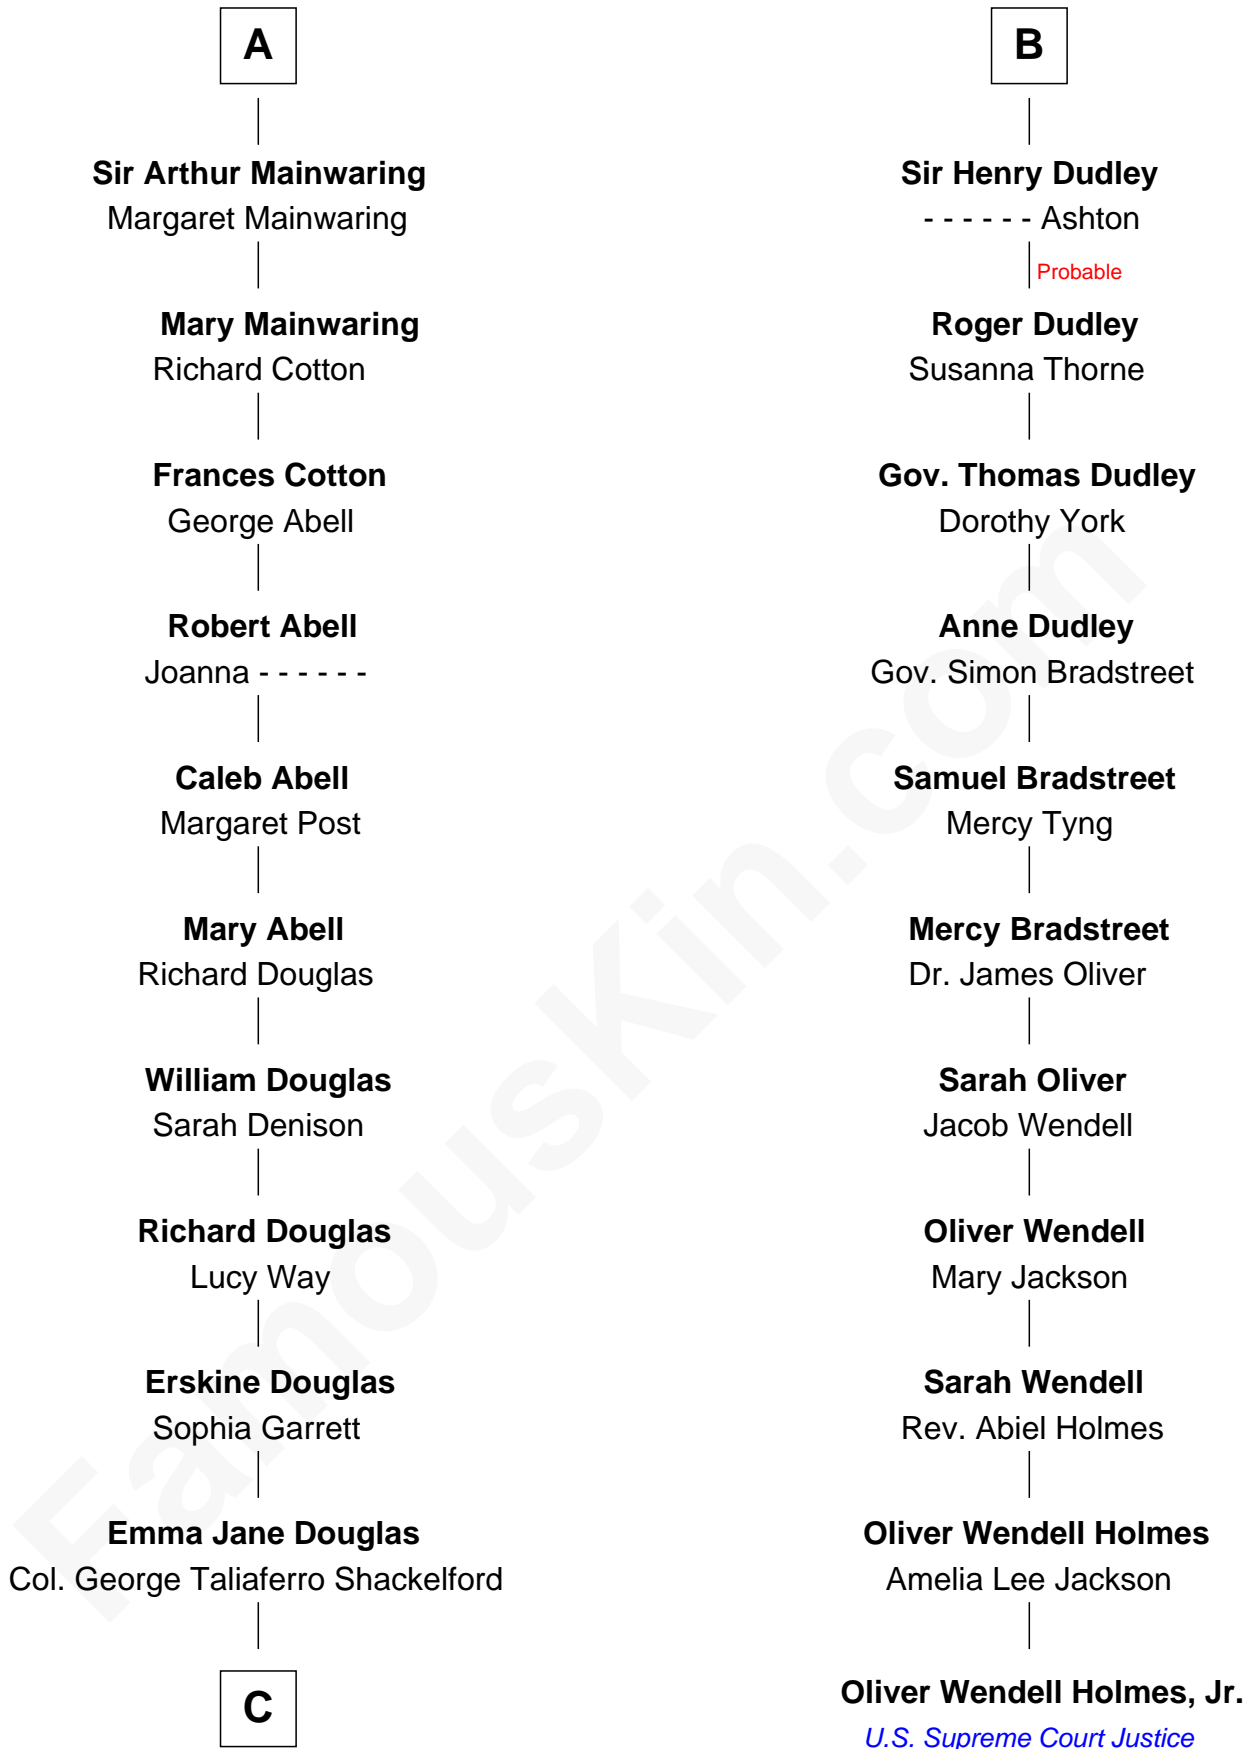 A
Sir Arthur Mainwaring
Margaret Mainwaring
Mary Mainwaring
Richard Cotton
Frances Cotton
George Abell
Robert Abell
Joanna - - - - - -
Caleb Abell
Margaret Post
Mary Abell
Richard Douglas
William Douglas
Sarah Denison
Richard Douglas
Lucy Way
Erskine Douglas
Sophia Garrett
Emma Jane Douglas
Col. George Taliaferro Shackelford
C
B
Sir Henry Dudley
- - - - - - Ashton
Probable
Roger Dudley
Susanna Thorne
Gov. Thomas Dudley
Dorothy York
Anne Dudley
Gov. Simon Bradstreet
Samuel Bradstreet
Mercy Tyng
Mercy Bradstreet
Dr. James Oliver
Sarah Oliver
Jacob Wendell
Oliver Wendell
Mary Jackson
Sarah Wendell
Rev. Abiel Holmes
Oliver Wendell Holmes
Amelia Lee Jackson
Oliver Wendell Holmes, Jr.
U.S. Supreme Court Justice
FamousKin.com